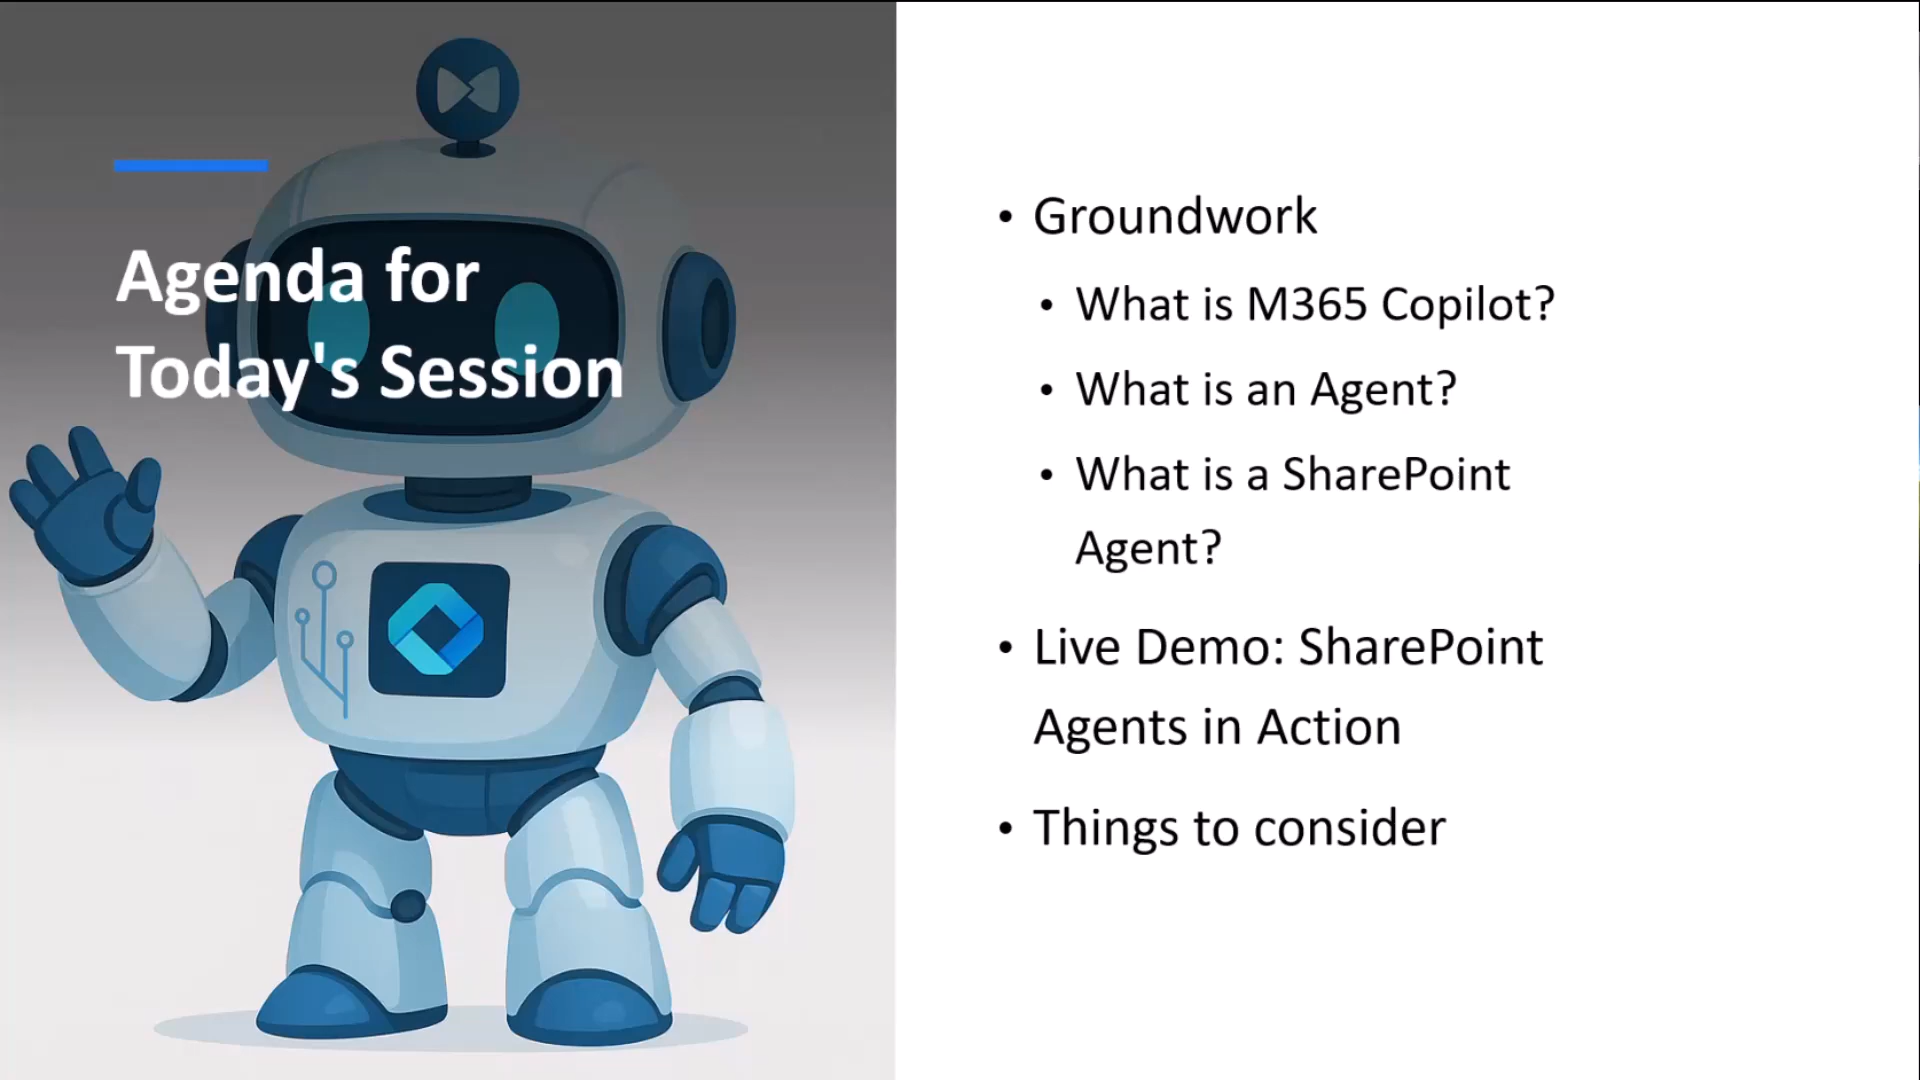 Agenda for
Today's Session
• Groundwork
• What is M365 Copilot?
• What is an Agent?
• What is a SharePoint
Agent?
• Live Demo: SharePoint
Agents in Action
• Things to consider